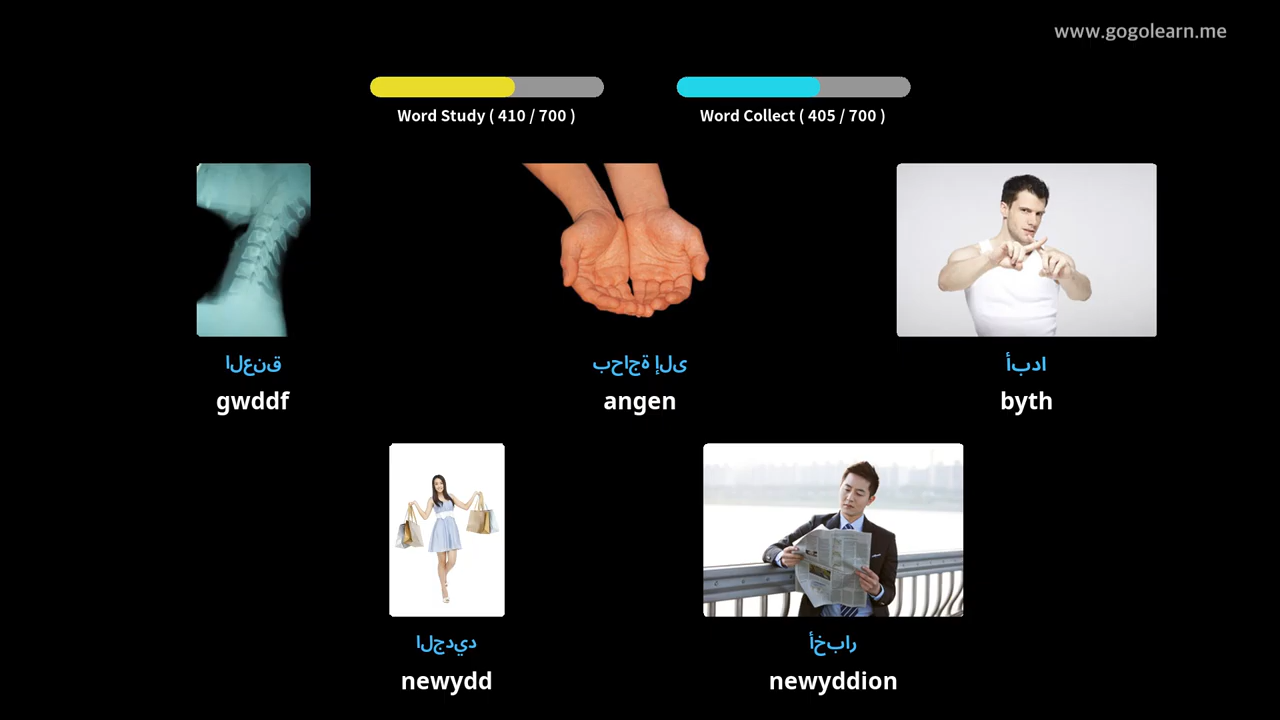 www.gogolearn.me
Word Study ( 410 / 700 )
Word Collect ( 405 / 700 )
العنق
gwddf
بحاجة إلى
angen
أبدا
byth
الجديد
newydd
أخبار
newyddion